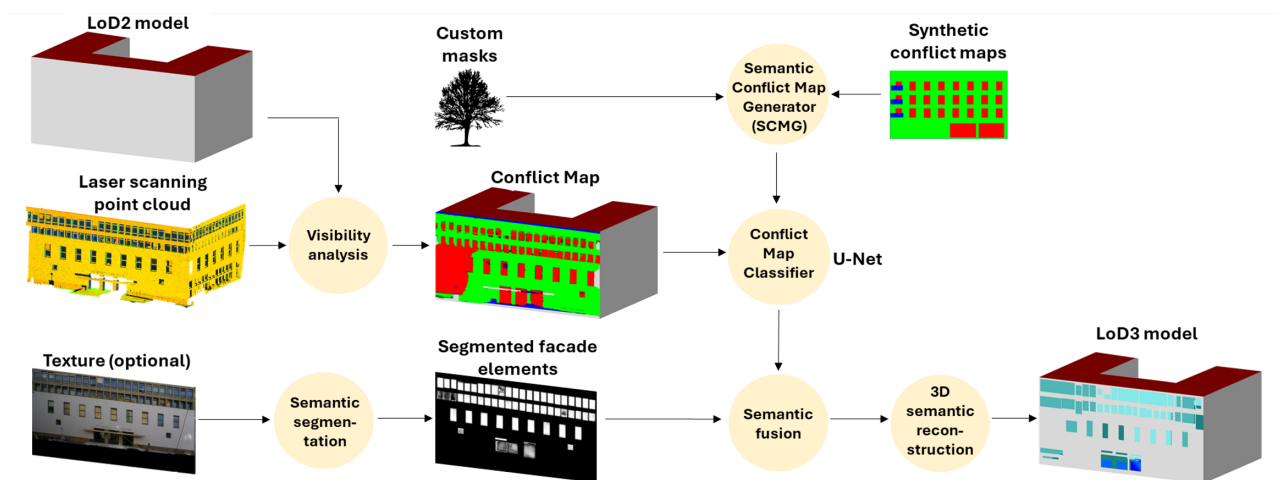 LoD2 model
Custom
masks
Semantic
Conflict Map
Generator
(SCMG)
Synthetic
conflict maps
Laser scanning
point cloud
Visibility
analysis
Conflict Map
Conflict
Map
Classifier
U-Net
Texture (optional)
Semantic
segmen-
tation
Segmented facade
elements
Semantic
fusion
3D
semantic
recon-
struction
LoD3 model